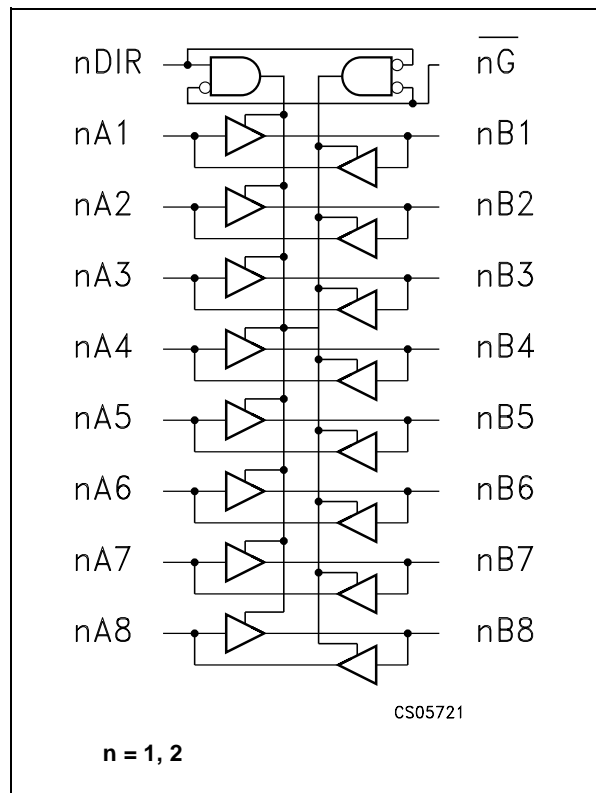 nDIR n̅G̅
nA1 nB1
nA2 nB2
nA3 nB3
nA4 nB4
nA5 nB5
nA6 nB6
nA7 nB7
nA8 nB8
CS05721
n = 1, 2